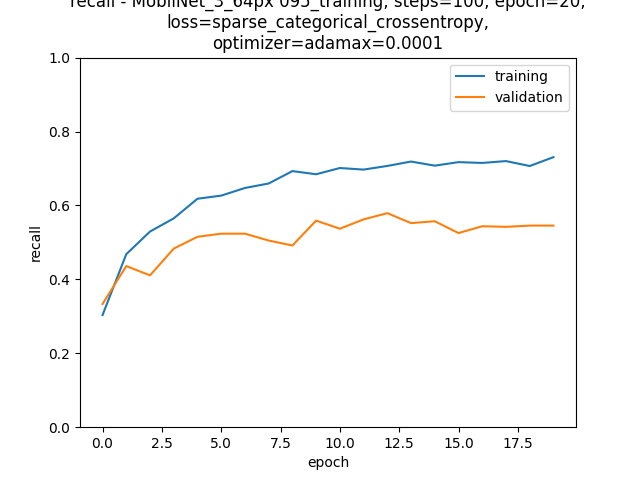 recall - MobilNet_3_64px 095_training, steps=100, epoch=20,
loss=sparse_categorical_crossentropy,
optimizer=adamax=0.0001
training
validation
1.0
0.8
0.6
0.4
0.2
0.0
recall
0.0 2.5 5.0 7.5 10.0 12.5 15.0 17.5
epoch